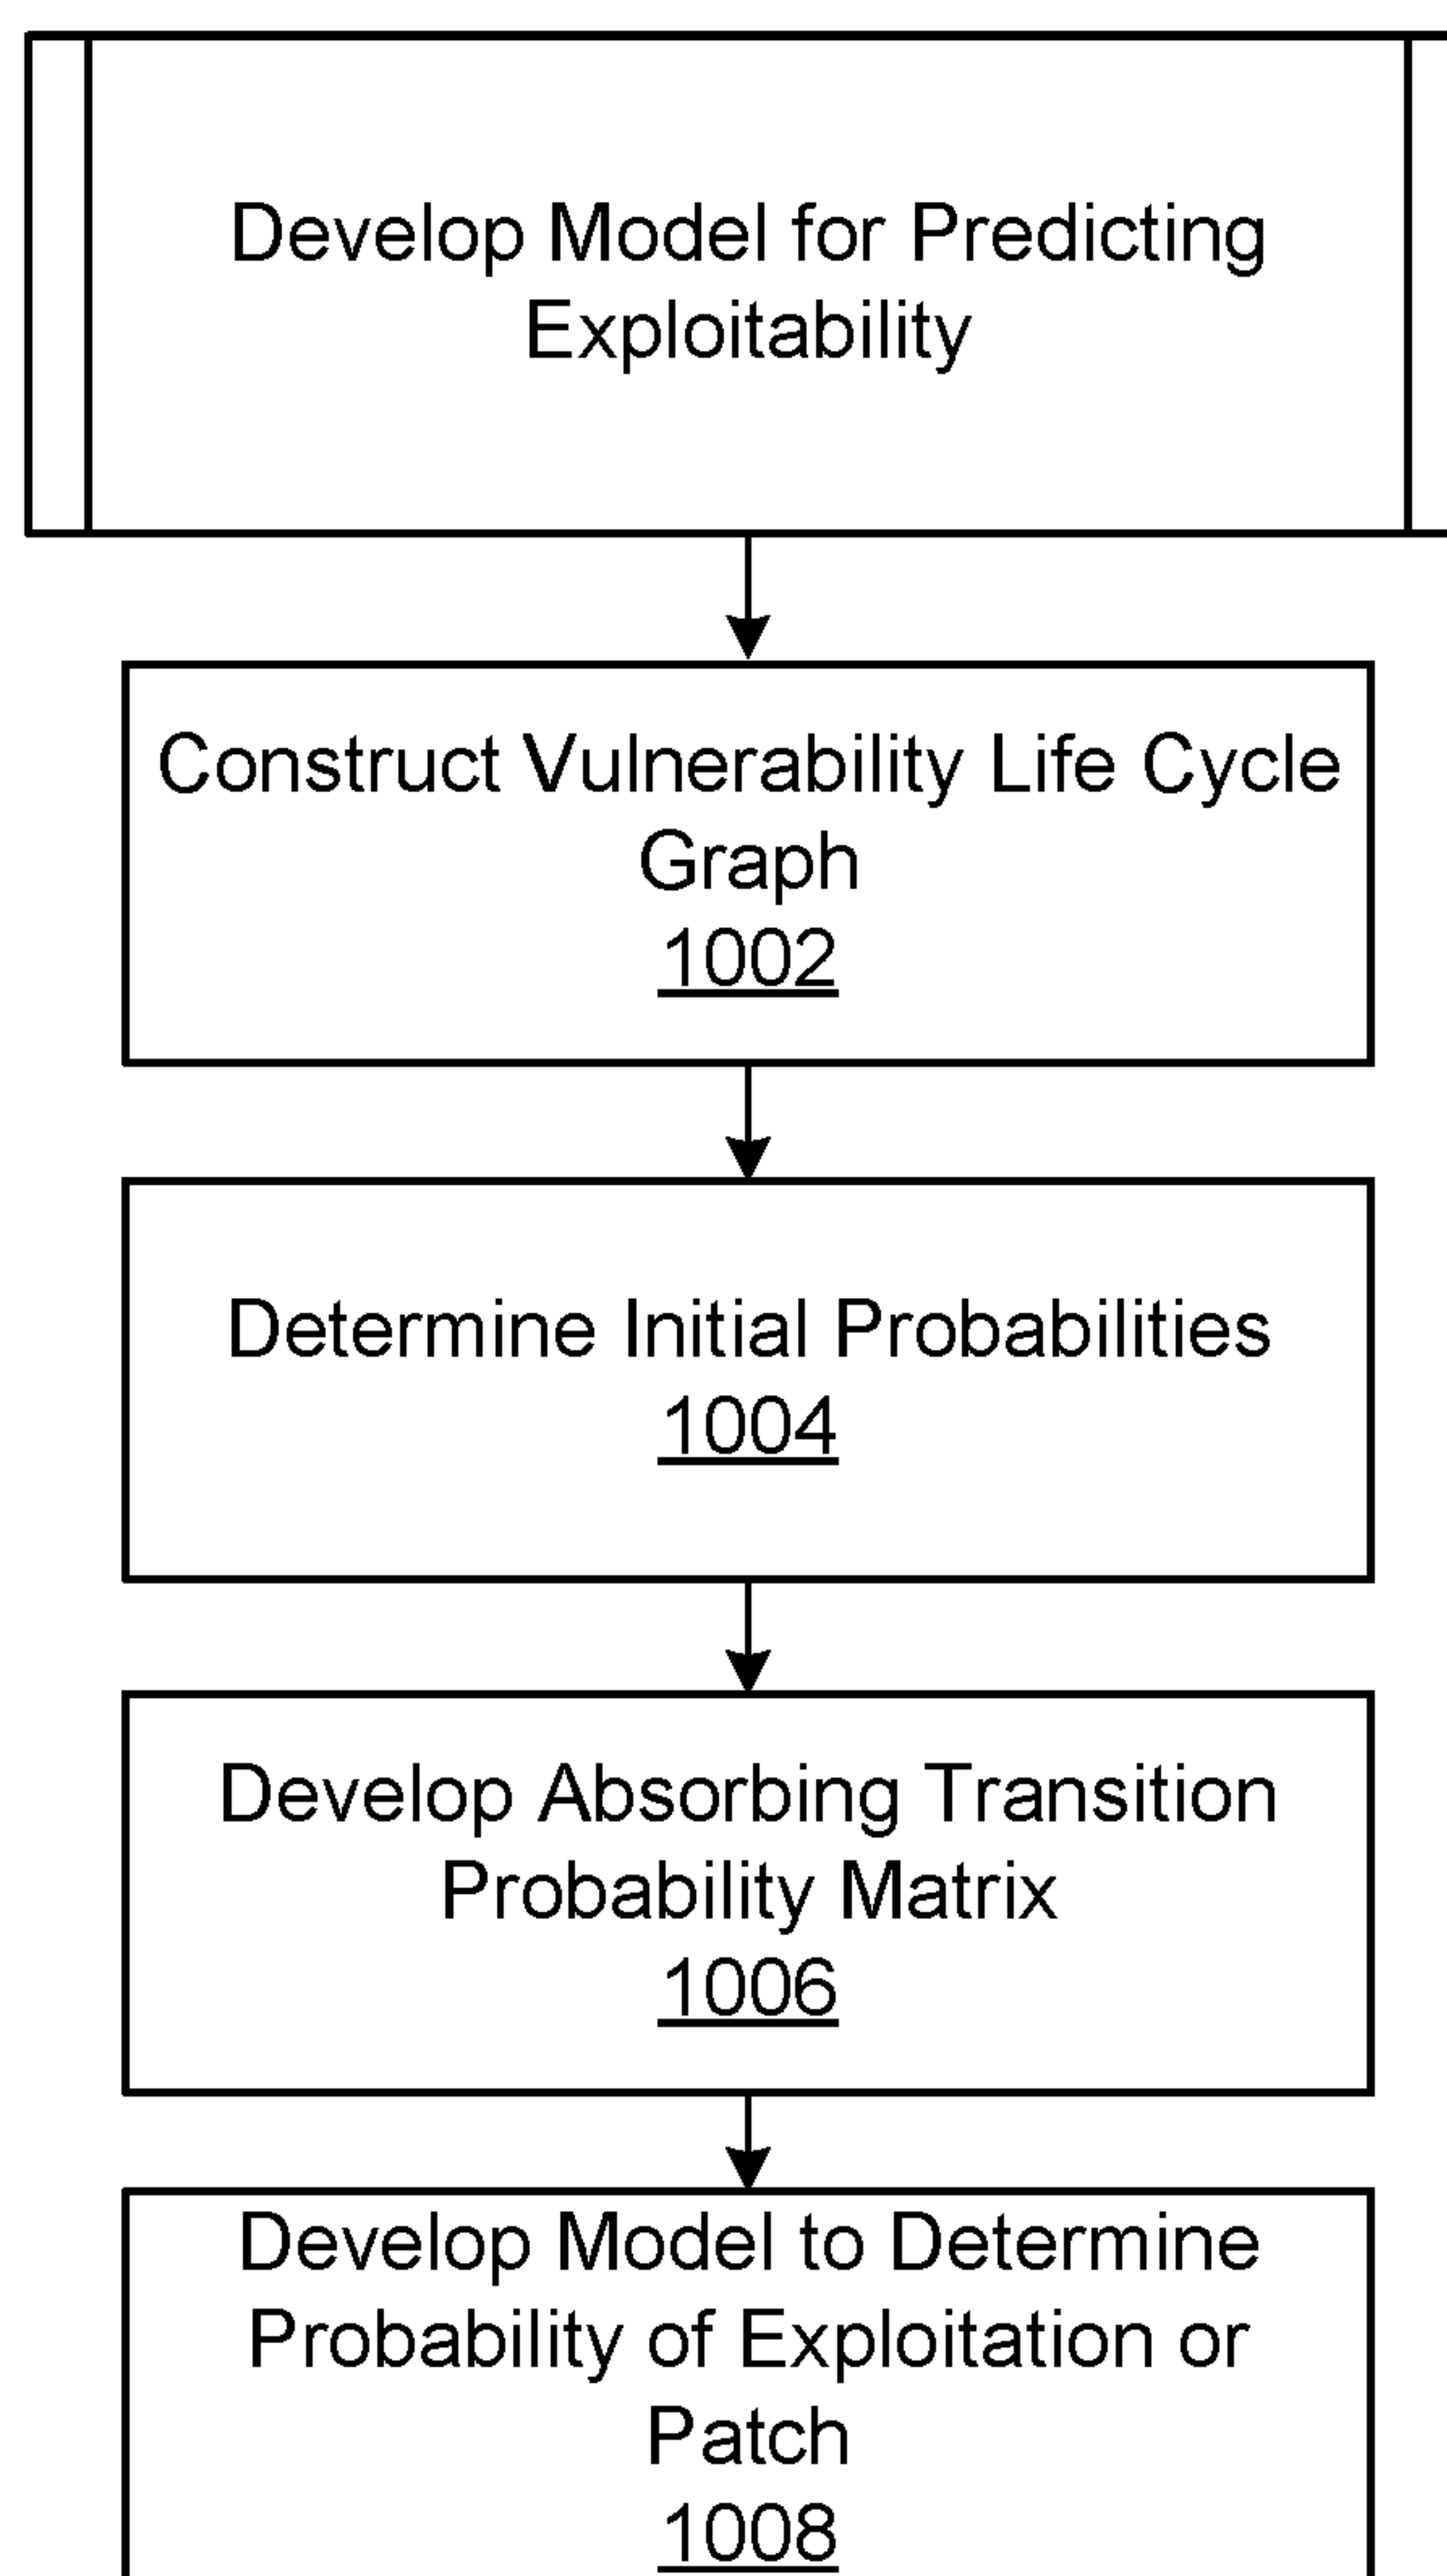 Develop Model for Predicting
Exploitability
Construct Vulnerability Life Cycle
Graph
1002
Determine Initial Probabilities
1004
Develop Absorbing Transition
Probability Matrix
1006
Develop Model to Determine
Probability of Exploitation or
Patch
1008